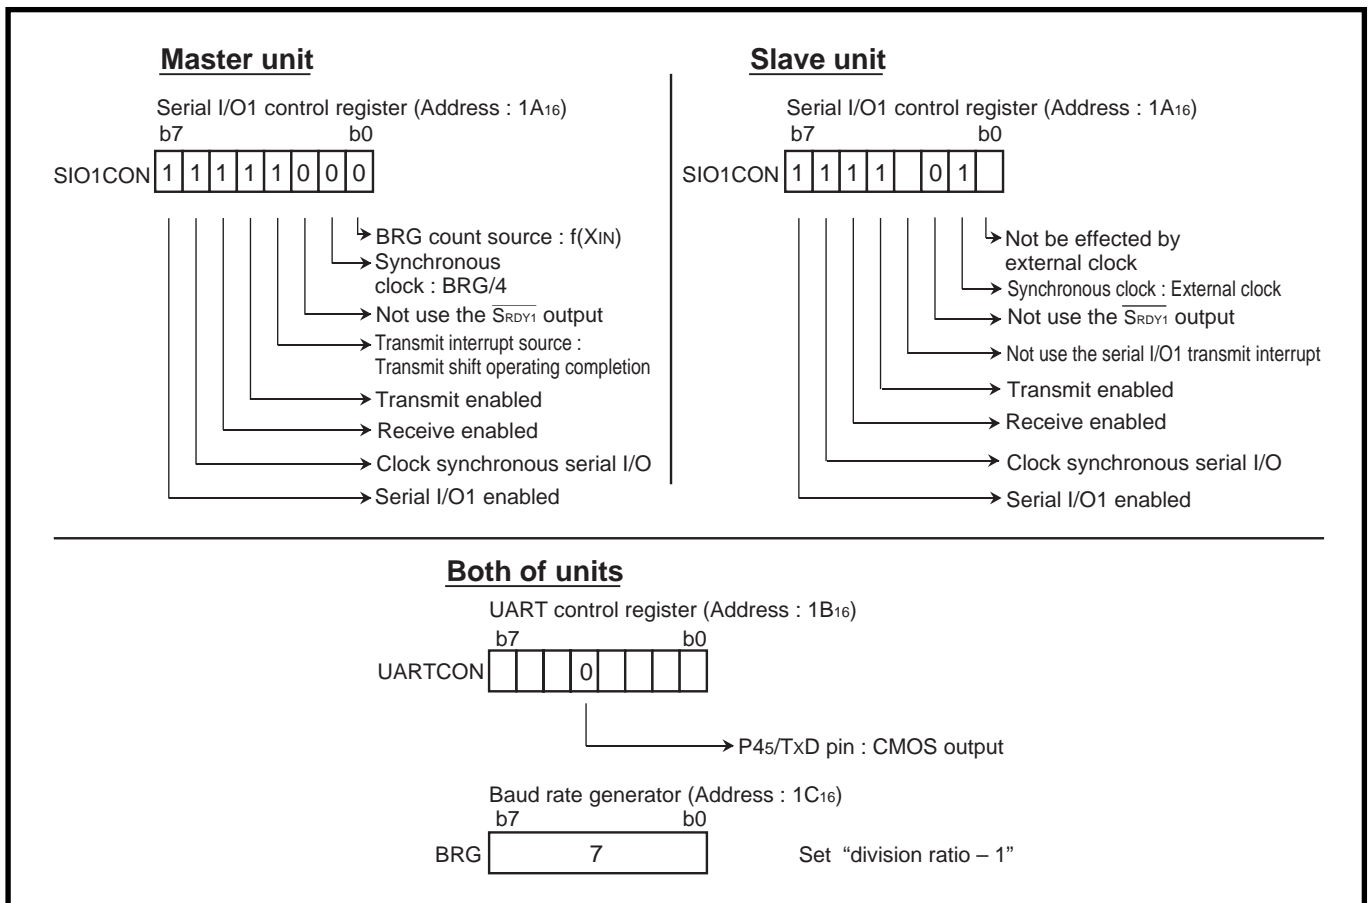 Master unit
Serial I/O1 control register (Address : 1A16)
b7 b0
SIO1CON 1 1 1 1 1 0 0 0
BRG count source : f(XIN)
Synchronous
clock : BRG/4
Not use the SRDY1 output
Transmit interrupt source :
Transmit shift operating completion
Transmit enabled
Receive enabled
Clock synchronous serial I/O
Serial I/O1 enabled
Slave unit
Serial I/O1 control register (Address : 1A16)
b7 b0
SIO1CON 1 1 1 1 0 1
Not be effected by
external clock
Synchronous clock : External clock
Not use the SRDY1 output
Not use the serial I/O1 transmit interrupt
Transmit enabled
Receive enabled
Clock synchronous serial I/O
Serial I/O1 enabled
Both of units
UART control register (Address : 1B16)
b7 b0
UARTCON 0
P45/TXD pin : CMOS output
Baud rate generator (Address : 1C16)
b7 b0
BRG 7 Set “division ratio – 1”